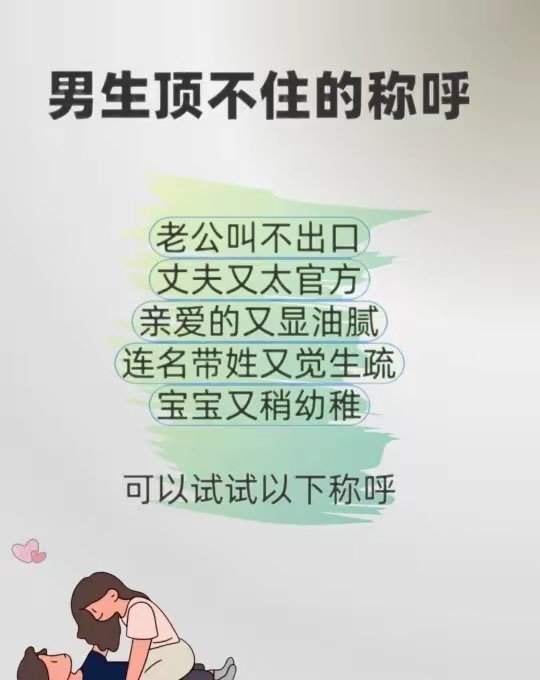 男生顶不住的称呼
老公叫不出口
丈夫又太官方
亲爱的又显油腻
连名带姓又觉生疏
宝宝又稍幼稚
可以试试以下称呼